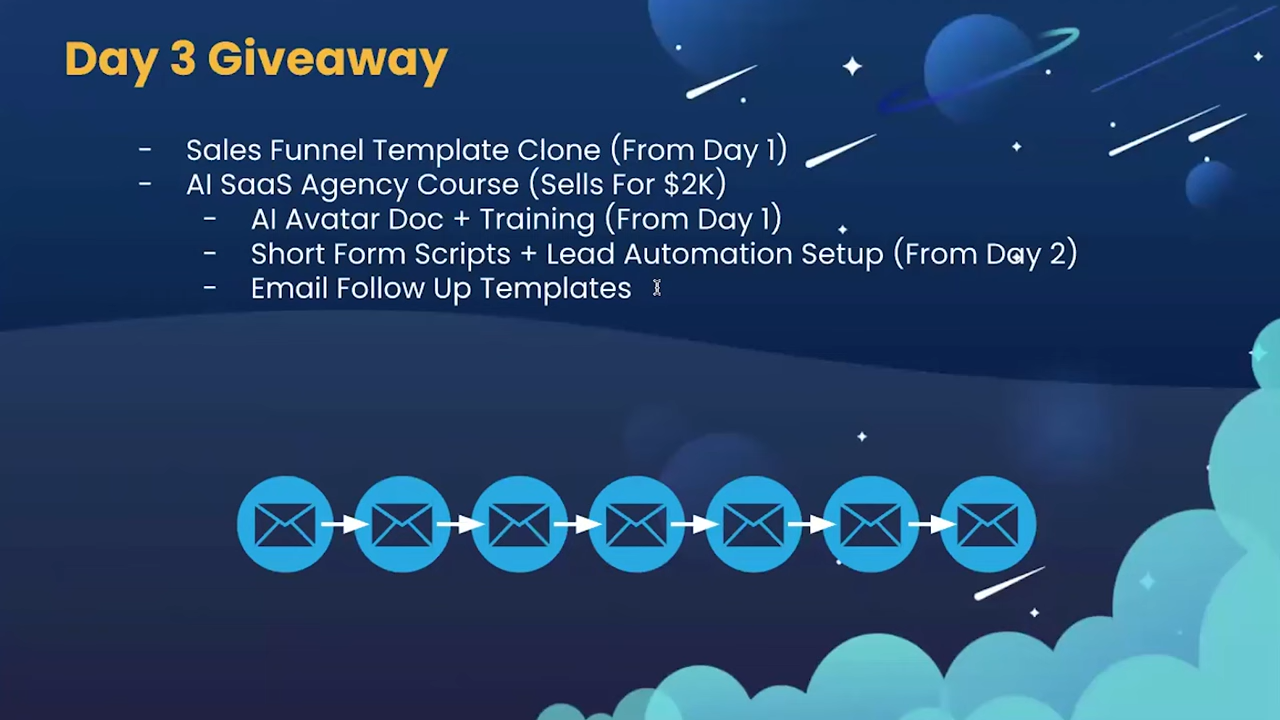 Day 3 Giveaway
- Sales Funnel Template Clone (From Day 1)
- AI SaaS Agency Course (Sells For $2K)
- AI Avatar Doc + Training (From Day 1)
- Short Form Scripts + Lead Automation Setup (From Day 2)
- Email Follow Up Templates